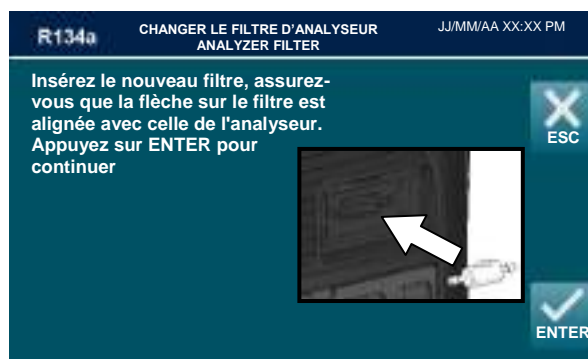 R134a
CHANGER LE FILTRE D'ANALYSEUR
ANALYZER FILTER
JJ/MM/AA XX:XX PM
Insérez le nouveau filtre, assurez-
vous que la flèche sur le filtre est
alignée avec celle de l'analyseur.
Appuyez sur ENTER pour
continuer
ESC
ENTER